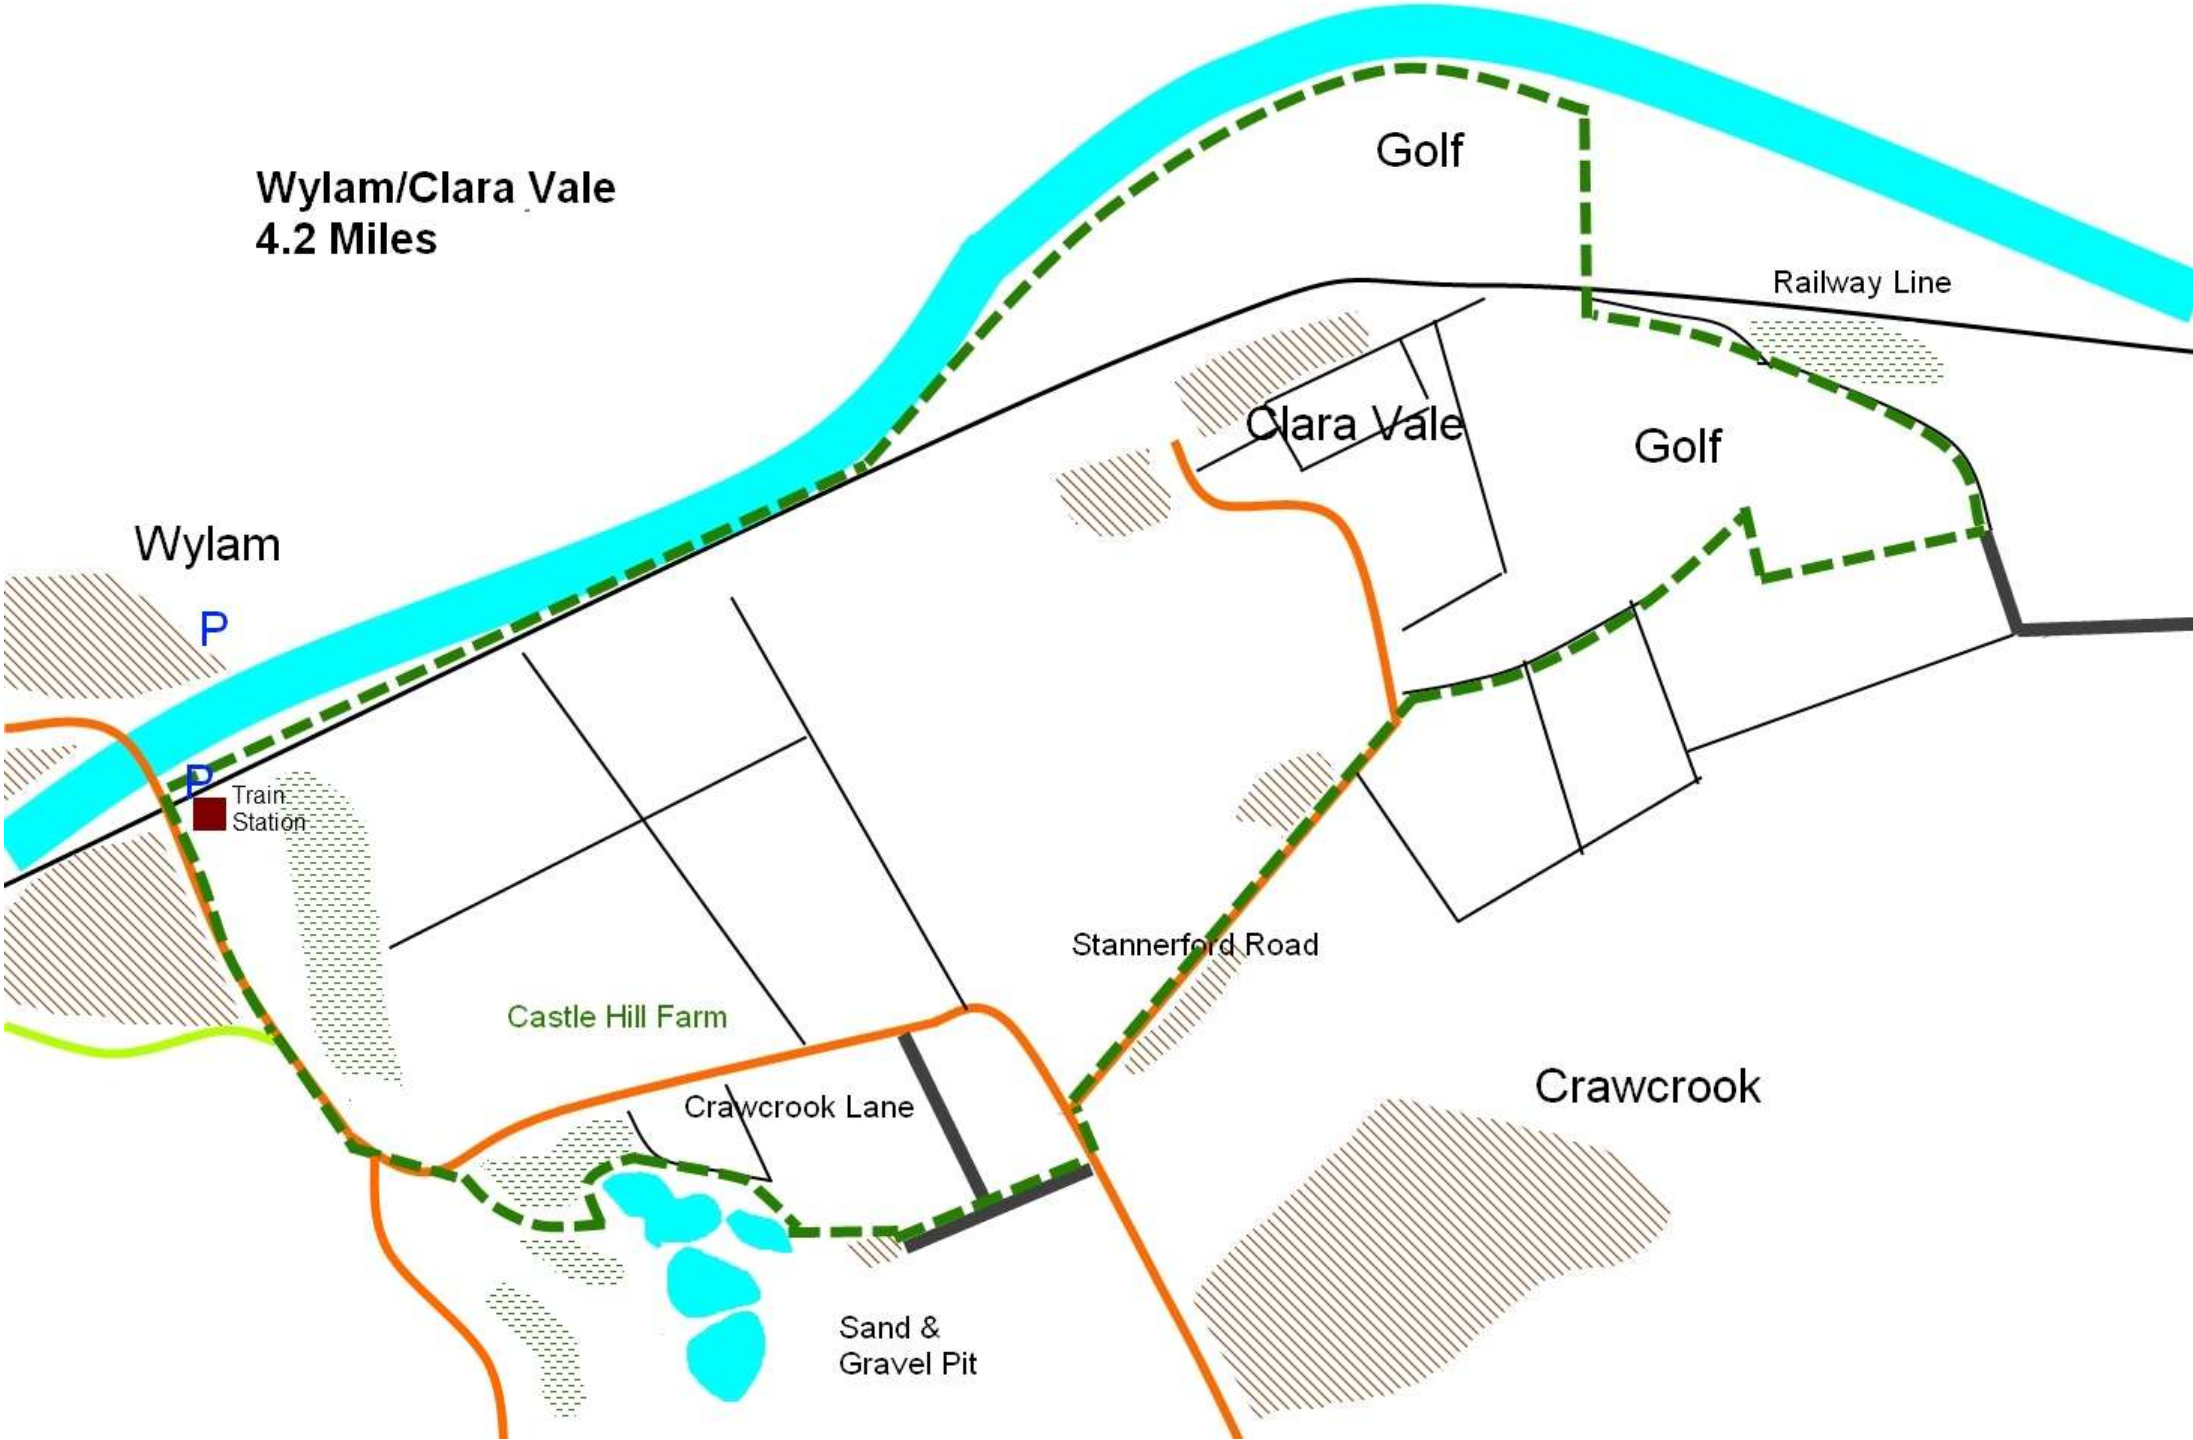 Golf
Wylam/Clara Vale
4.2 Miles
Railway Line
Clara Vale
Golf
Wylam
P
P
Train
Station
Stannerford Road
Castle Hill Farm
Crawcrook
Crawcrook Lane
Sand &
Gravel Pit